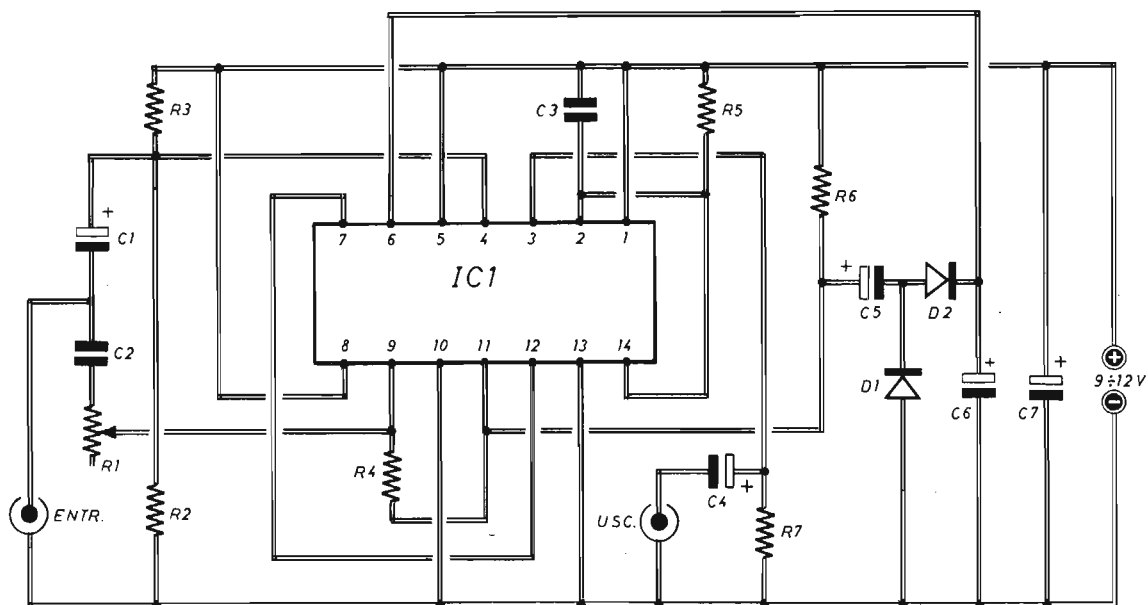 R3
C3
R5
+
C1
7 6 5 4 3 2 1
R6
IC1
+
C5
D2
C2
8 9 10 11 12 13 14
D1
+
C6
+
C7
+
9÷12V
-
R1
R4
C4
+
ENTR.
R2
USC.
R7